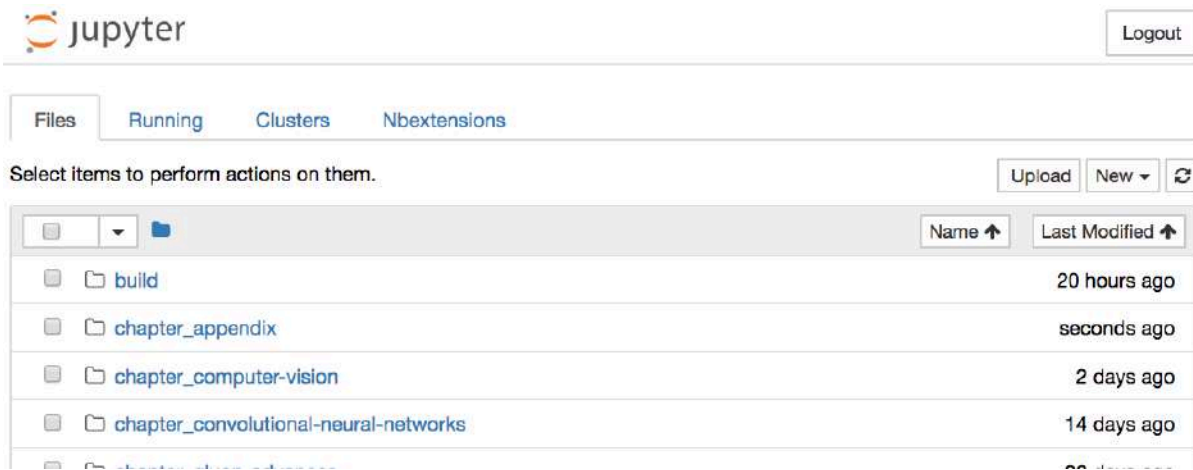 jupyter
Logout
Files Running Clusters Nbextensions
Select items to perform actions on them.
Upload New
Name Last Modified
build 20 hours ago
chapter_appendix seconds ago
chapter_computer-vision 2 days ago
chapter_convolutional-neural-networks 14 days ago